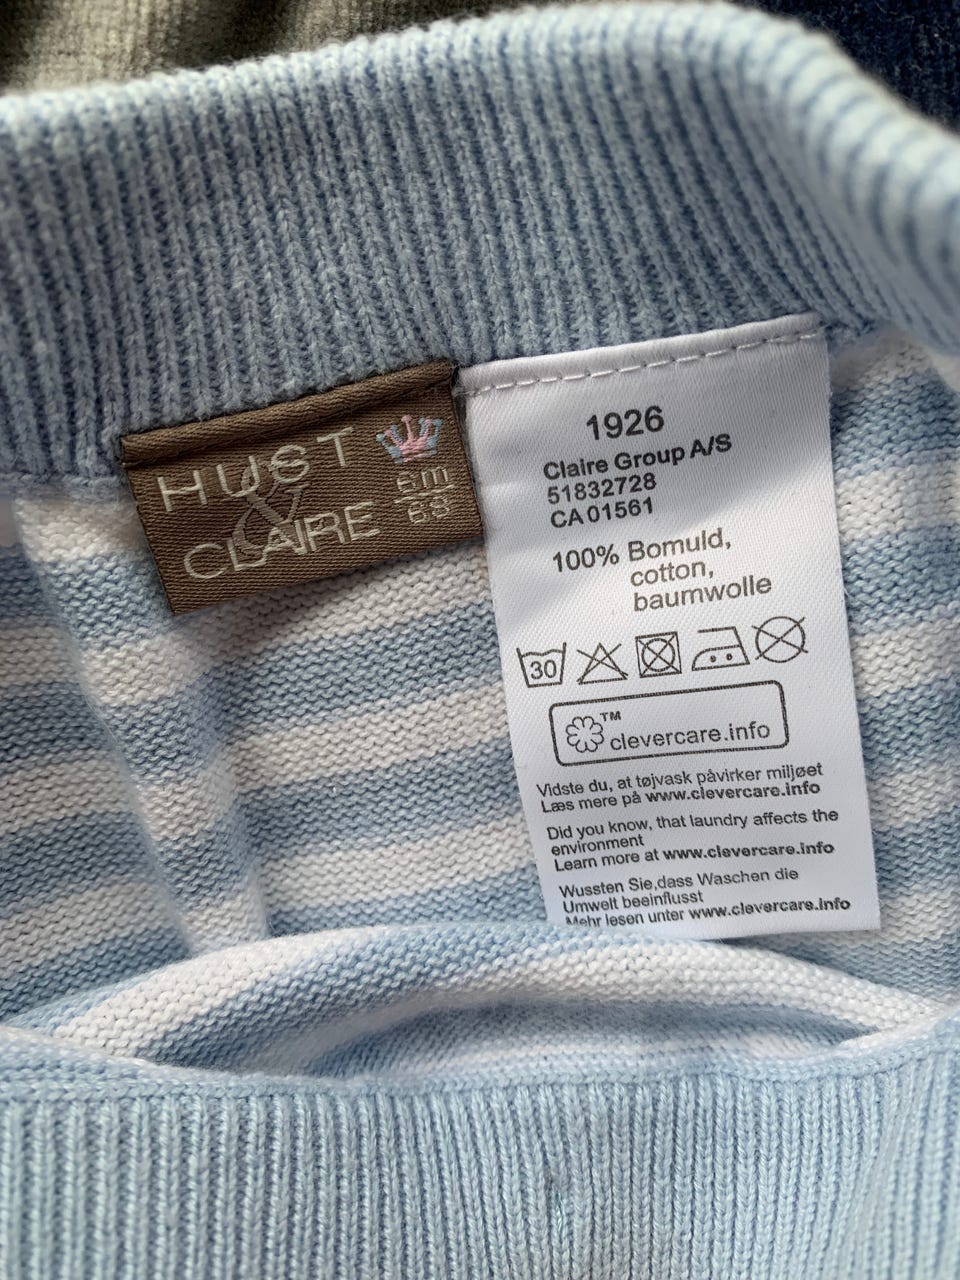 HUST
&
CLAIRE
6M
68
1926
Claire Group A/S
51832728
CA 01561
100% Bomuld,
cotton,
baumwolle
30
™
clevercare.info
Vidste du, at tøjvask påvirker miljøet
Læs mere på www.clevercare.info
Did you know, that laundry affects the
environment
Learn more at www.clevercare.info
Wussten Sie,dass Waschen die
Umwelt beeinflusst
Mehr lesen unter www.clevercare.info